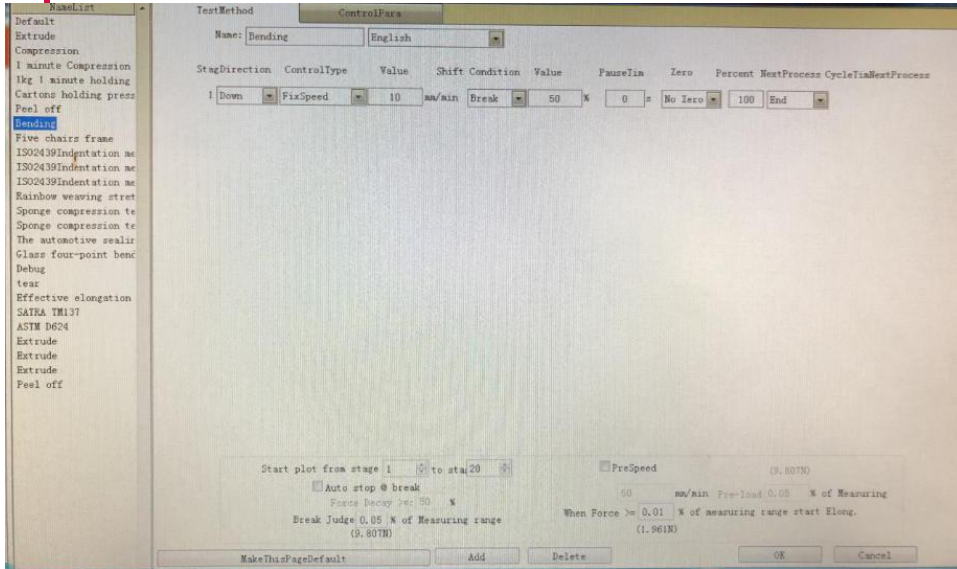 NameList
Default
Extrude
Compression
1 minute Compression
1kg 1 minute holding
Cartons holding press
Peel off
Bending
Five chairs frame
ISO2439Indentation me
ISO2439Indentation me
ISO2439Indentation me
Rainbow weaving stret
Sponge compression te
Sponge compression te
The automotive sealir
Glass four-point bend
Debug
tear
Effective elongation
SATRA TM137
ASTM D624
Extrude
Extrude
Extrude
Peel off
TestMethod ControlPara
Name: Bending English
StagDirection ControlType Value Shift Condition Value PauseTim Zero Percent NextProcess CycleTimNextProcess
1 Down FixSpeed 10 mm/min Break 50 % 0 s No Zero 100 End
Start plot from stage 1 to sta 20
Auto stop @ break
Force Decay >=: 50 %
Break Judge 0.05 % of Measuring range
(9.807N)
PreSpeed (9.807N)
50 mm/min Pre-load 0.05 % of Measuring
When Force >= 0.01 % of measuring range start Elong.
(1.961N)
MakeThisPageDefault Add Delete OK Cancel